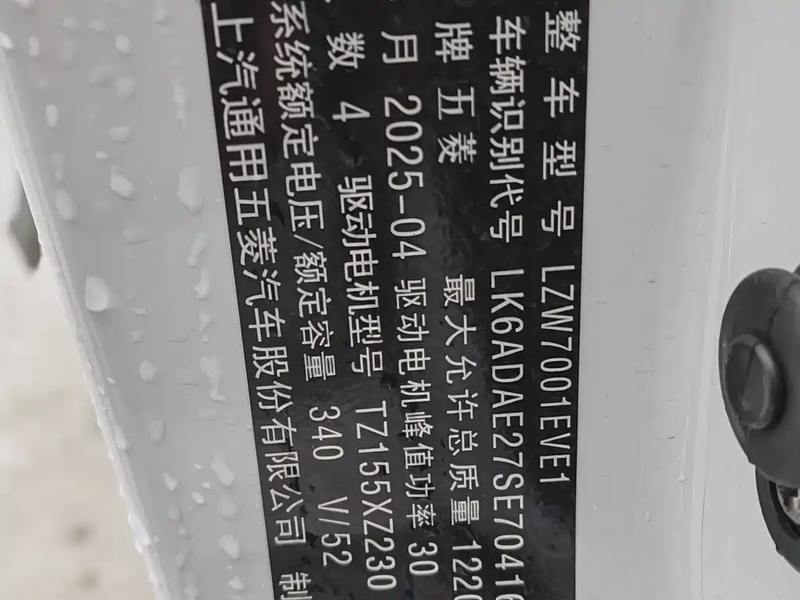 整车型号 LZW7001EVE1
车辆识别代号 LK6ADAE27SE70416
牌 五菱 最大允许总质量 1220
月 2025-04 驱动电机峰值功率 30
数 4 驱动电机型号 TZ155XZ230
系统额定电压/额定容量 340 V/52
上汽通用五菱汽车股份有限公司 制